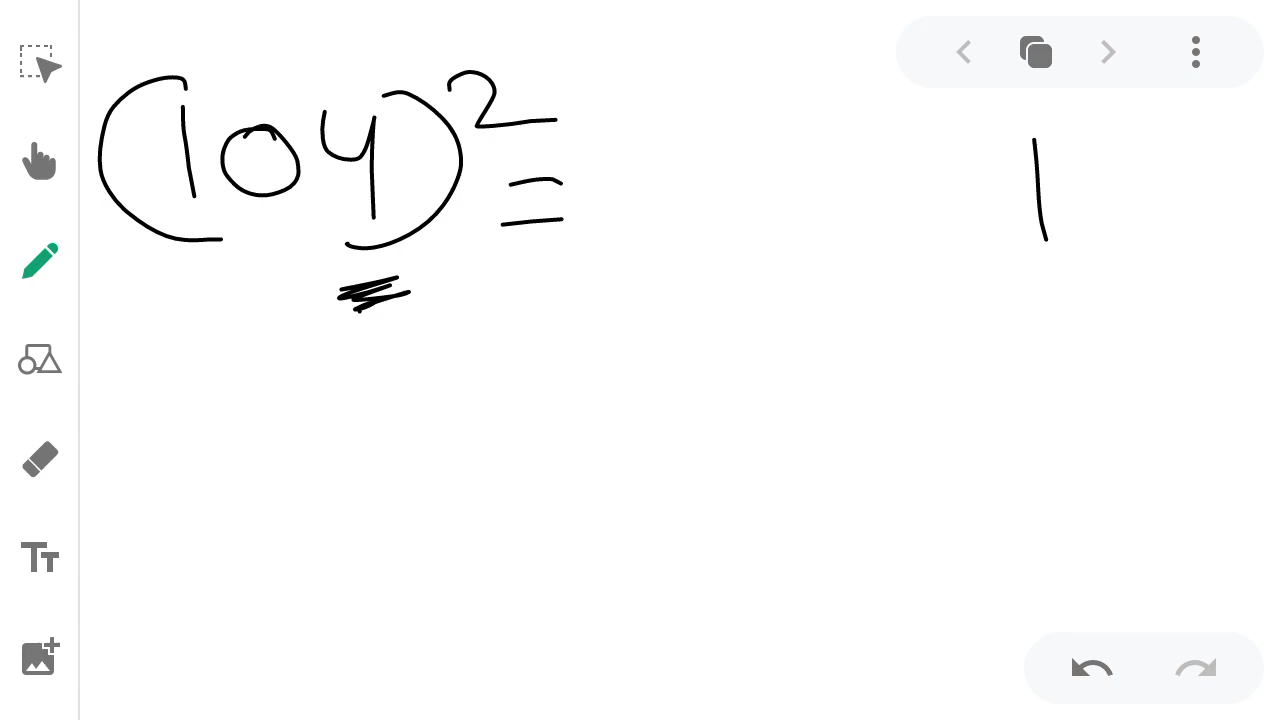 (104)² = 1